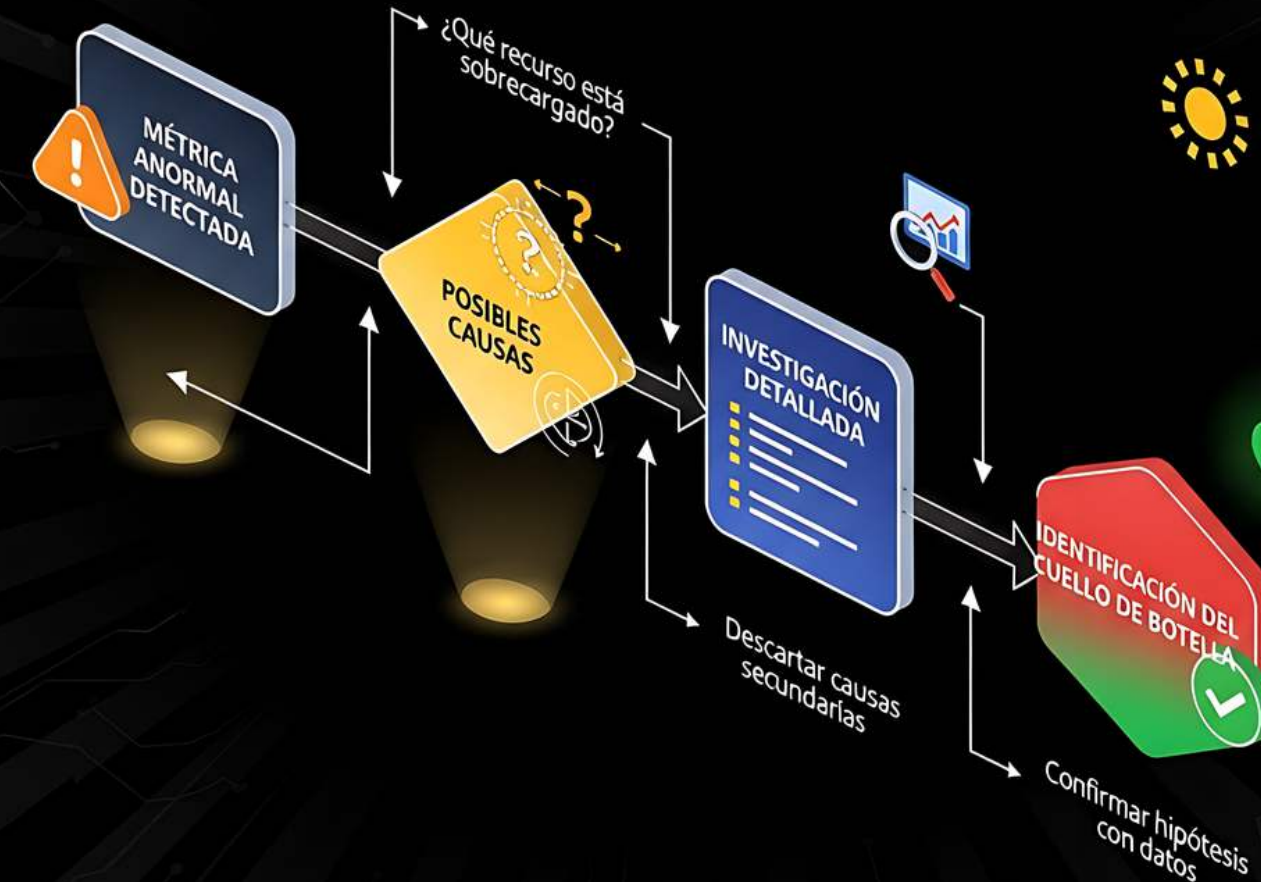 ¿Qué recurso está
sobrecargado?
MÉTRICA
ANORMAL
DETECTADA
POSIBLES
CAUSAS
INVESTIGACIÓN
DETALLADA
IDENTIFICACIÓN DEL
CUELLO DE BOTELLA
Descartar causas
secundarías
Confirmar hipótesis
con datos